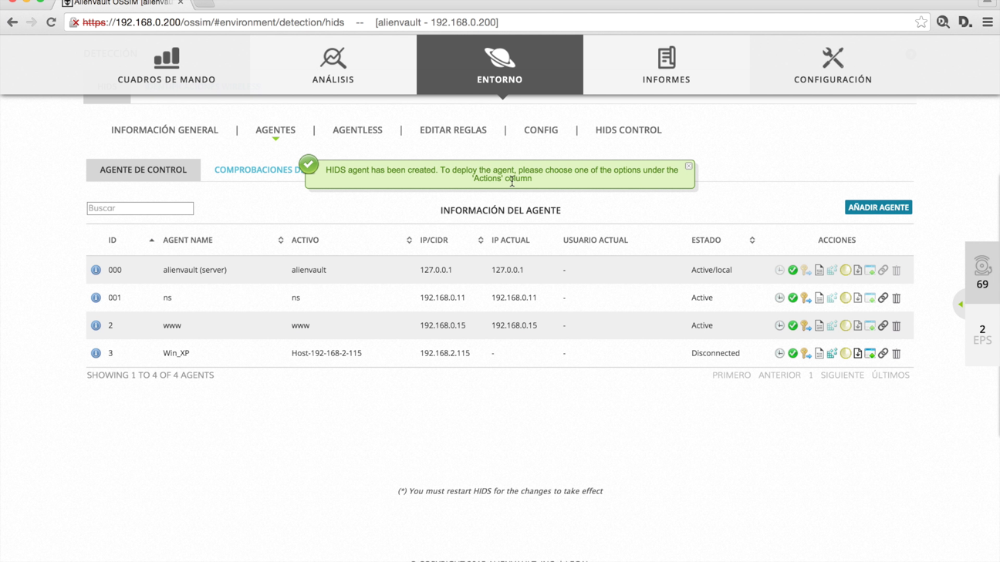 AlienVault OSSIM [alienva
https://192.168.0.200/ossim/#environment/detection/hids -- [alienvault - 192.168.0.200]
DETECCIÓN
CUADROS DE MANDO
ANÁLISIS
ENTORNO
INFORMES
CONFIGURACIÓN
INFORMACIÓN GENERAL | AGENTES | AGENTLESS | EDITAR REGLAS | CONFIG | HIDS CONTROL
AGENTE DE CONTROL
COMPROBACIONES D
HIDS agent has been created. To deploy the agent, please choose one of the options under the
'Actions' column
Buscar
INFORMACIÓN DEL AGENTE
AÑADIR AGENTE
ID AGENT NAME ACTIVO IP/CIDR IP ACTUAL USUARIO ACTUAL ESTADO ACCIONES
000 alienvault (server) alienvault 127.0.0.1 127.0.0.1 - Active/local
001 ns ns 192.168.0.11 192.168.0.11 - Active
2 www www 192.168.0.15 192.168.0.15 - Active
3 Win_XP Host-192-168-2-115 192.168.2.115 - - Disconnected
SHOWING 1 TO 4 OF 4 AGENTS
PRIMERO ANTERIOR 1 SIGUIENTE ÚLTIMOS
69
2
EPS
(*) You must restart HIDS for the changes to take effect